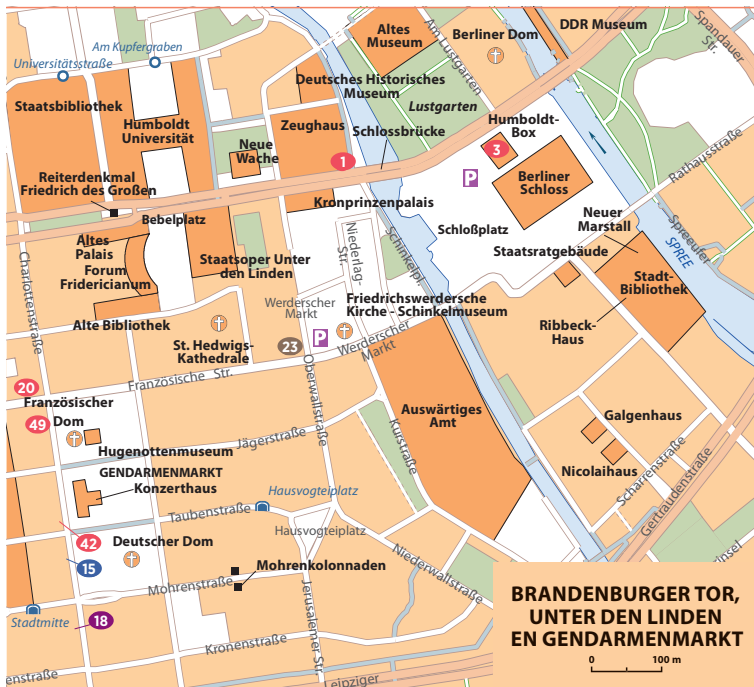 Altes
Museum
Am Lustgarten
Berliner Dom
DDR Museum
Spandauer
Str.
Am Kupfergraben
Universitätsstraße
Staatsbibliothek
Humboldt
Universität
Deutsches Historisches
Museum
Lustgarten
Zeughaus
Schlossbrücke
Humboldt-
Box
Neue
Wache
1
3
P
Berliner
Schloss
Rathausstraße
Reiterdenkmal
Friedrich des Großen
Bebelplatz
Kronprinzenpalais
Schloßplatz
Neuer
Marstall
Staatsratgebäude
Spreeufer
SPREE
Altes
Palais
Forum
Fridericianum
Charlottenstraße
Staatsoper Unter
den Linden
Niederlag-
Str.
Schinkelpl.
Stadt-
Bibliothek
Werderscher
Markt
Friedrichswerdersche
Kirche - Schinkelmuseum
Alte Bibliothek
St. Hedwigs-
Kathedrale
23
P
Werderscher
Markt
Ribbeck-
Haus
Französische Str.
Oberwallstraße
20
Französischer
Dom
49
Auswärtiges
Amt
Galgenhaus
Hugenottenmuseum
Jägerstraße
Kurstraße
Nicolaihaus
Scharrenstraße
Gertraudenstraße
GENDARMENMARKT
Konzerthaus
Hausvogteiplatz
Taubenstraße
Hausvogteiplatz
42
Deutscher Dom
15
Mohrenkolonnaden
Mohrenstraße
Niederwallstraße
insel
Stadtmitte
18
Jerusalemer Str.
Kronenstraße
enstraße
Leipziger
BRANDENBURGER TOR,
UNTER DEN LINDEN
EN GENDARMENMARKT
0 100 m